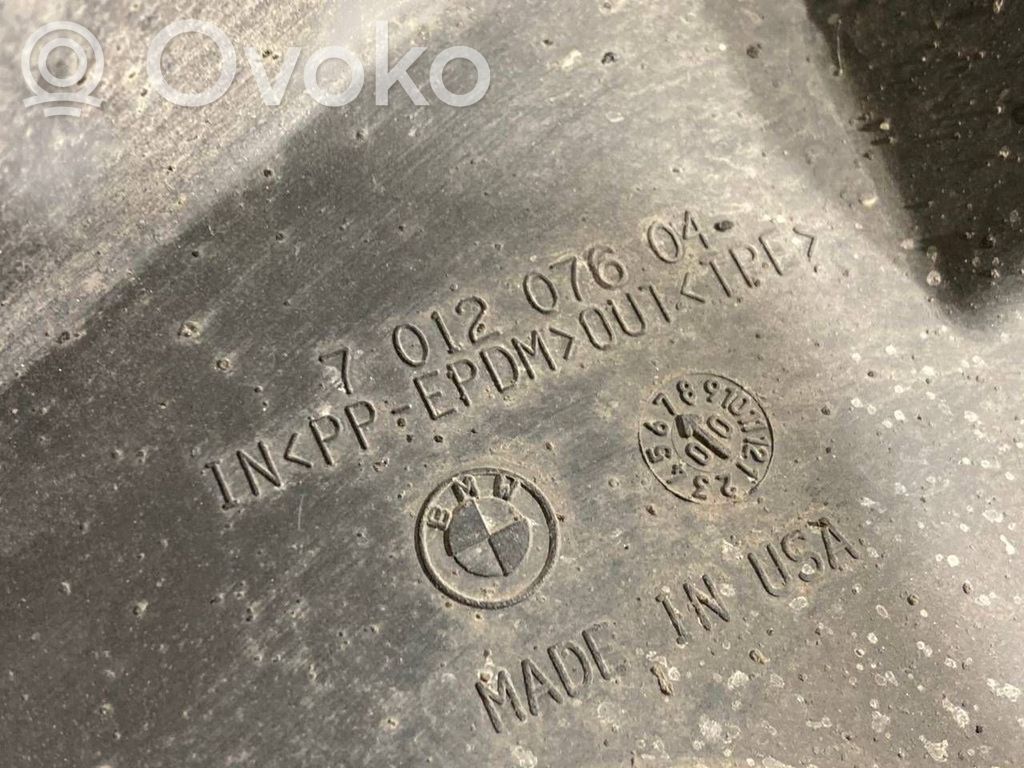 Ovoko
7 012 076 04
IN<PP-EPDM>OUT<TPE>
BMW
MADE IN USA